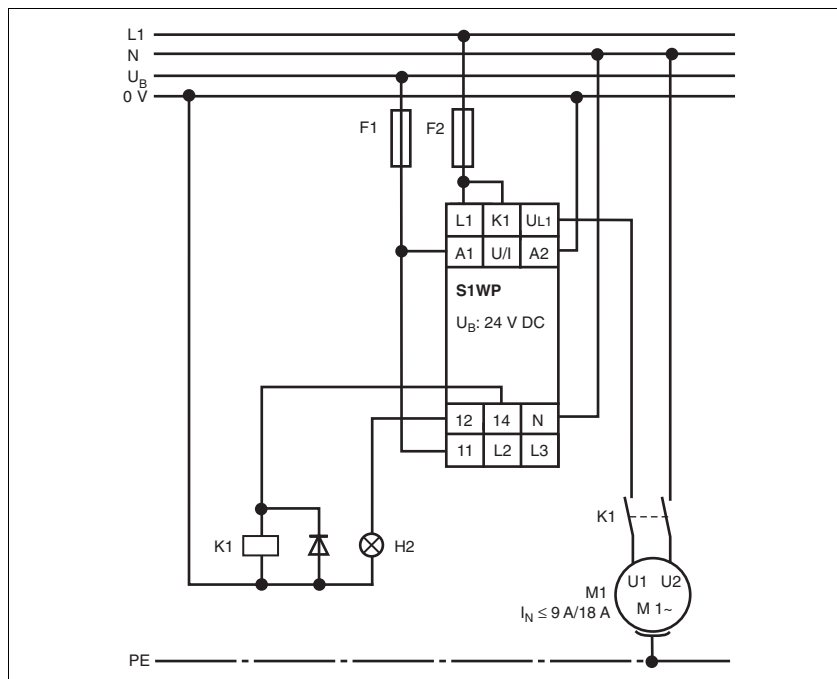 L1
N
UB
0 V
F1
F2
L1 K1 UL1
A1 U/I A2
S1WP
UB: 24 V DC
12 14 N
11 L2 L3
K1
H2
K1
U1 U2
M1
M 1~
IN ≤ 9 A/18 A
PE